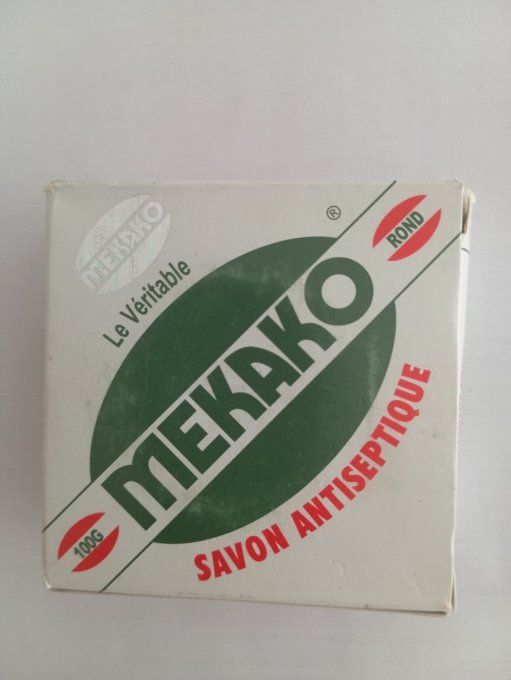 MEKAKO
Le Véritable
®
ROND
MEKAKO
100G
SAVON ANTISEPTIQUE